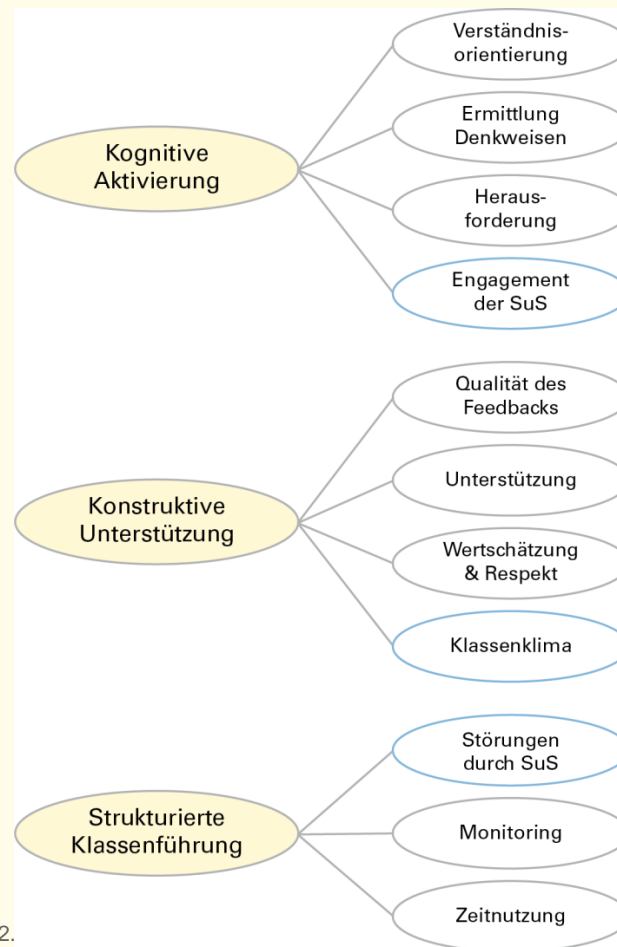 Kognitive
Aktivierung
Verständnis-
orientierung
Ermittlung
Denkweisen
Heraus-
forderung
Engagement
der SuS
Konstruktive
Unterstützung
Qualität des
Feedbacks
Unterstützung
Wertschätzung
& Respekt
Klassenklima
Strukturierte
Klassenführung
Störungen
durch SuS
Monitoring
Zeitnutzung
2.